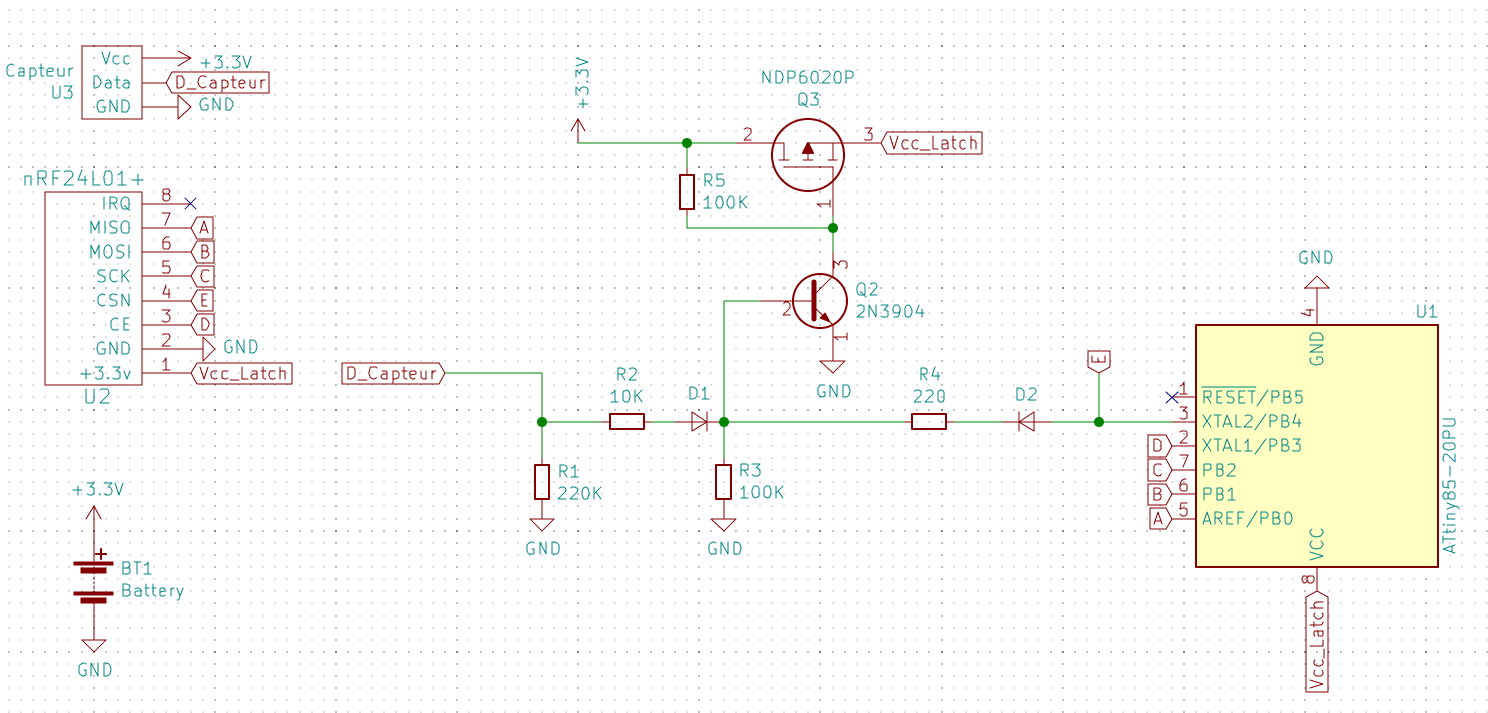 Vcc
+3.3V
Capteur
U3
Data
D_Capteur
GND
GND
nRF24L01+
IRQ
8
MISO
7
A
MOSI
6
B
SCK
5
C
CSN
4
E
CE
3
D
GND
2
GND
+3.3v
1
Vcc_Latch
U2
+3.3V
+
BT1
Battery
GND
+3.3V
NDP6020P
Q3
2
3
Vcc_Latch
1
R5
100K
3
Q2
2N3904
2
1
GND
D_Capteur
R2
10K
D1
R4
220
D2
E
R1
220K
GND
R3
100K
GND
GND
4
U1
GND
1
RESET/PB5
3
XTAL2/PB4
D
2
XTAL1/PB3
C
7
PB2
B
6
PB1
A
5
AREF/PB0
VCC
ATtiny85-20PU
8
Vcc_Latch